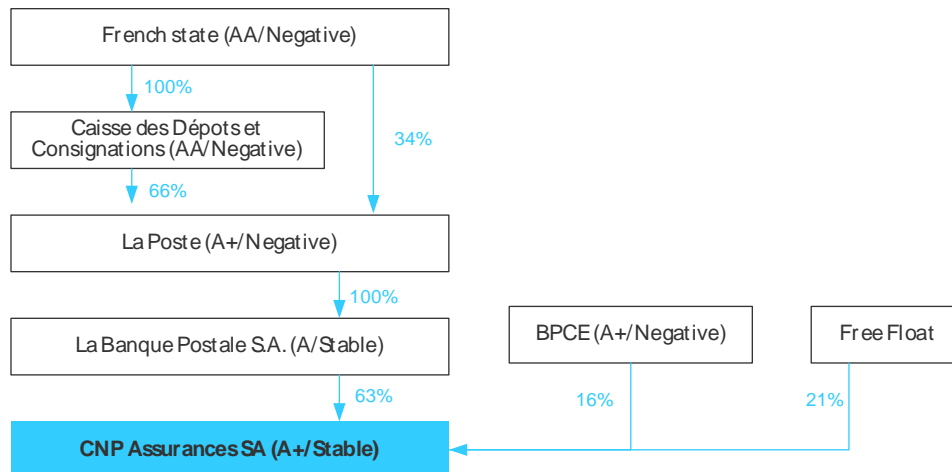 French state (AA/Negative)
100%
Caisse des Dépots et
Consignations (AA/Negative)
34%
66%
La Poste (A+/Negative)
100%
La Banque Postale S.A. (A/Stable)
BPCE (A+/Negative)
Free Float
63%
16%
21%
CNP Assurances SA (A+/Stable)